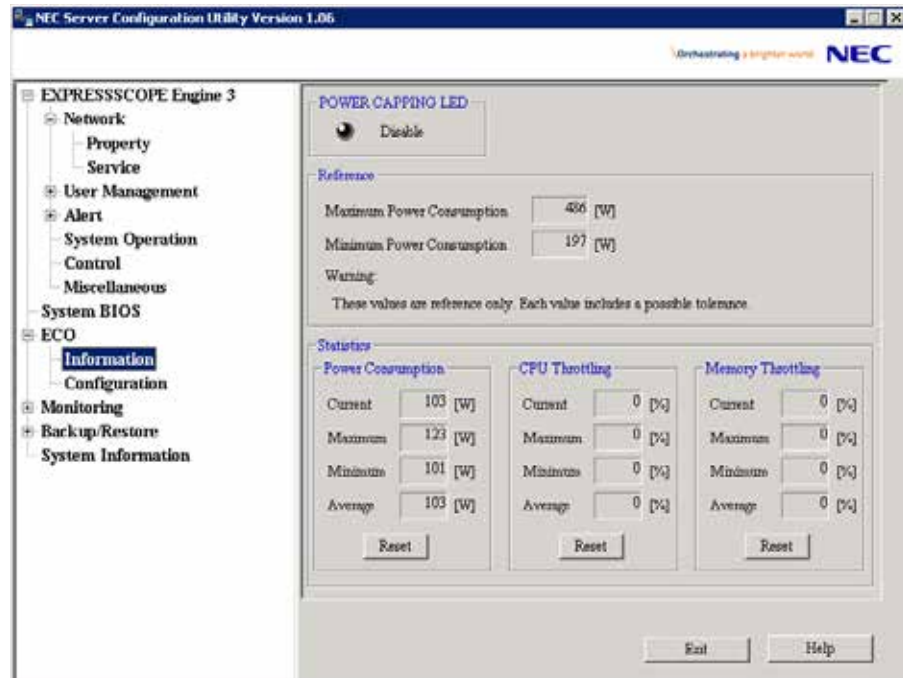 NEC Server Configuration Utility Version 1.06
Orchestrating a brighter world NEC
EXPRESSSCOPE Engine 3
Network
Property
Service
User Management
Alert
System Operation
Control
Miscellaneous
System BIOS
ECO
Information
Configuration
Monitoring
Backup/Restore
System Information
POWER CAPPING LED
Disable
Reference
Maximum Power Consumption 486 [W]
Minimum Power Consumption 197 [W]
Warning:
These values are reference only. Each value includes a possible tolerance.
Statistics
Power Consumption
Current 103 [W]
Maximum 123 [W]
Minimum 101 [W]
Average 103 [W]
Reset
CPU Throttling
Current 0 [%]
Maximum 0 [%]
Minimum 0 [%]
Average 0 [%]
Reset
Memory Throttling
Current 0 [%]
Maximum 0 [%]
Minimum 0 [%]
Average 0 [%]
Reset
Exit Help